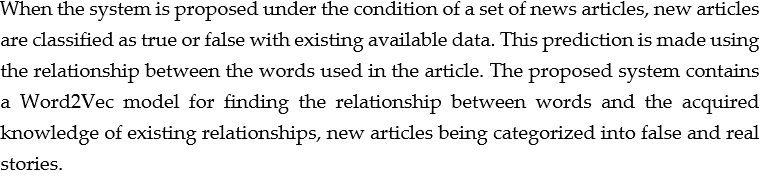 When the system is proposed under the condition of a set of news articles, new articles
are classified as true or false with existing available data. This prediction is made using
the relationship between the words used in the article. The proposed system contains
a Word2Vec model for finding the relationship between words and the acquired
knowledge of existing relationships, new articles being categorized into false and real
stories.